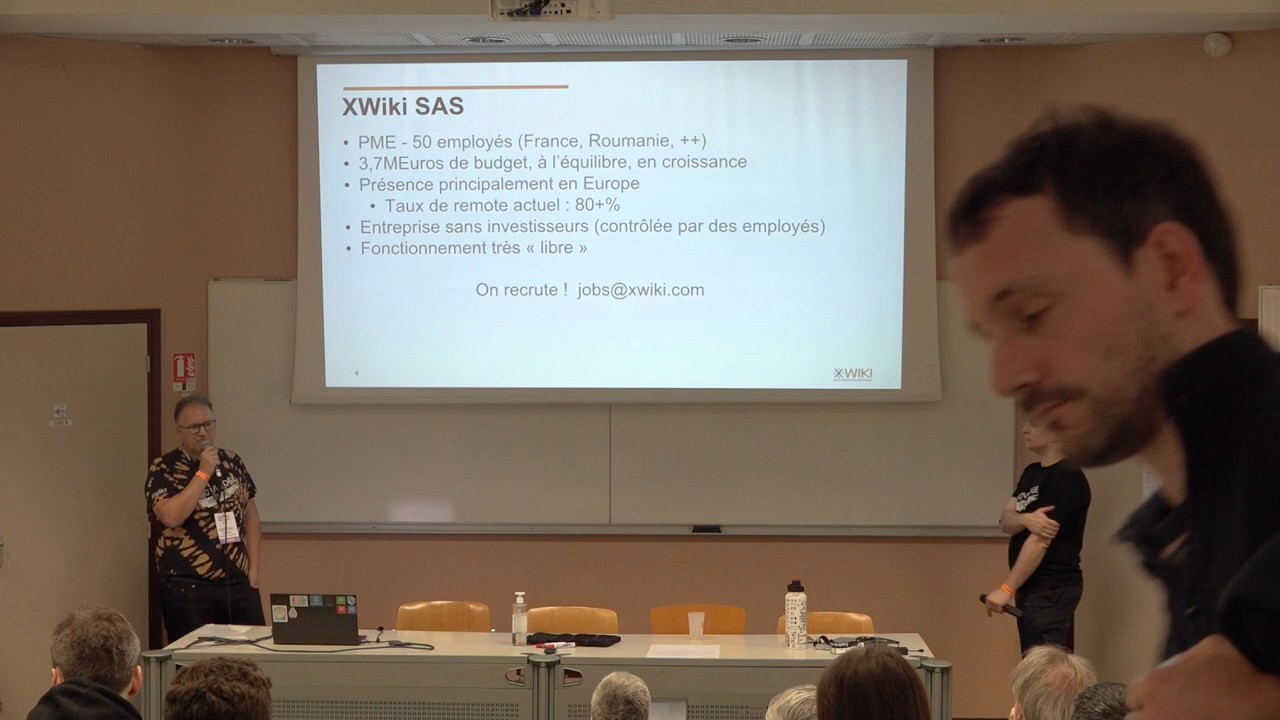 XWiki SAS
• PME - 50 employés (France, Roumanie, ++)
• 3,7MEuros de budget, à l'équilibre, en croissance
• Présence principalement en Europe
• Taux de remote actuel : 80+%
• Entreprise sans investisseurs (contrôlée par des employés)
• Fonctionnement très « libre »
On recrute ! jobs@xwiki.com
4
XWIKI